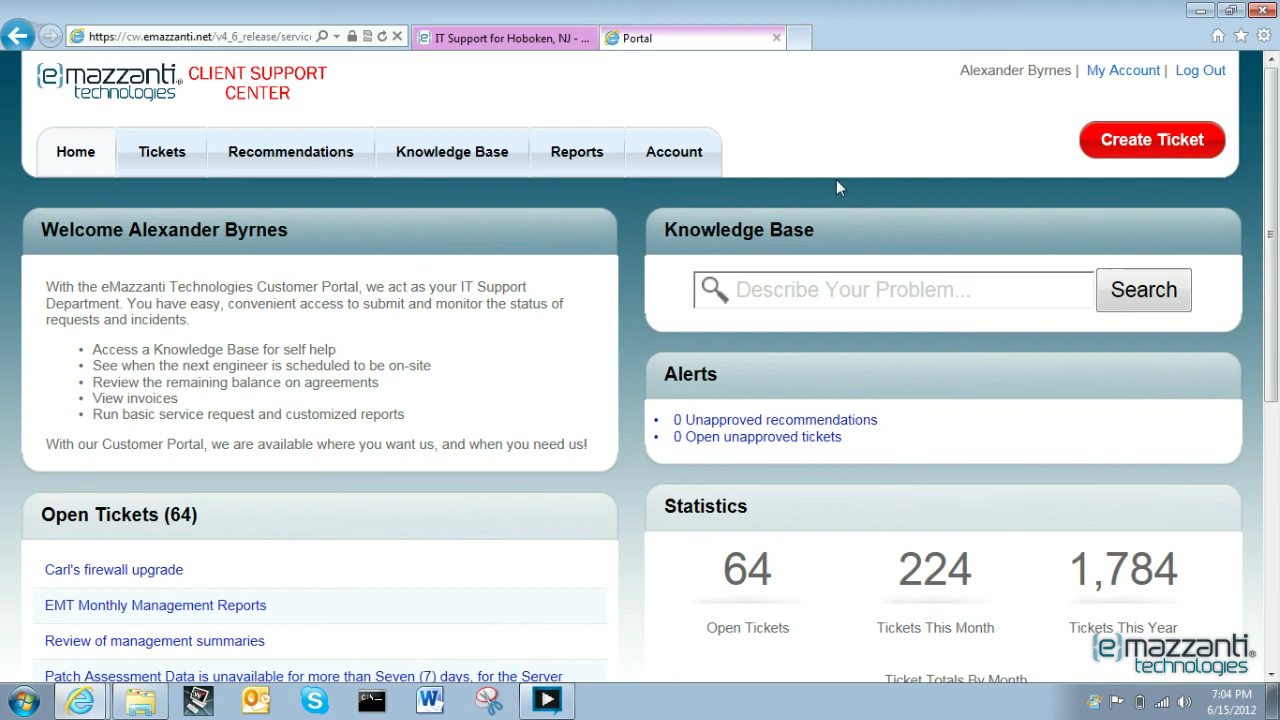 https://cw.emazzanti.net/v4_6_release/servic
IT Support for Hoboken, NJ - ...
Portal
{e}mazzanti technologies
CLIENT SUPPORT CENTER
Alexander Byrnes | My Account | Log Out
Home
Tickets
Recommendations
Knowledge Base
Reports
Account
Create Ticket
Welcome Alexander Byrnes
With the eMazzanti Technologies Customer Portal, we act as your IT Support
Department. You have easy, convenient access to submit and monitor the status of
requests and incidents.
• Access a Knowledge Base for self help
• See when the next engineer is scheduled to be on-site
• Review the remaining balance on agreements
• View invoices
• Run basic service request and customized reports
With our Customer Portal, we are available where you want us, and when you need us!
Knowledge Base
Describe Your Problem...
Search
Alerts
• 0 Unapproved recommendations
• 0 Open unapproved tickets
Open Tickets (64)
Carl's firewall upgrade
EMT Monthly Management Reports
Review of management summaries
Patch Assessment Data is unavailable for more than Seven (7) days, for the Server
Statistics
64
Open Tickets
224
Tickets This Month
1,784
Tickets This Year
Ticket Totals By Month
{e}mazzanti technologies
7:04 PM
6/15/2012